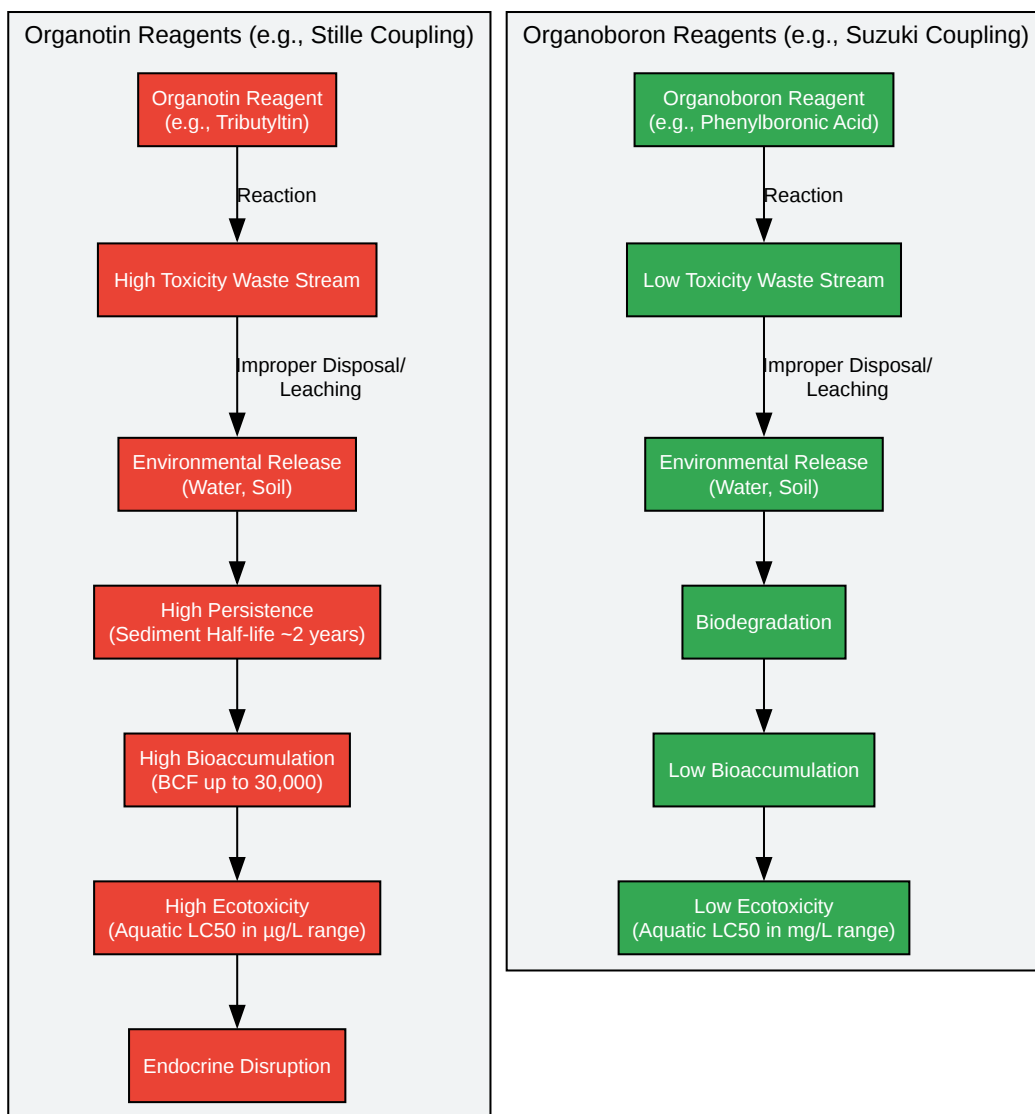 Organotin Reagents (e.g., Stille Coupling)
Organotin Reagent
(e.g., Tributyltin)
Reaction
High Toxicity Waste Stream
Improper Disposal/
Leaching
Environmental Release
(Water, Soil)
High Persistence
(Sediment Half-life ~2 years)
High Bioaccumulation
(BCF up to 30,000)
High Ecotoxicity
(Aquatic LC50 in µg/L range)
Endocrine Disruption
Organoboron Reagents (e.g., Suzuki Coupling)
Organoboron Reagent
(e.g., Phenylboronic Acid)
Reaction
Low Toxicity Waste Stream
Improper Disposal/
Leaching
Environmental Release
(Water, Soil)
Biodegradation
Low Bioaccumulation
Low Ecotoxicity
(Aquatic LC50 in mg/L range)